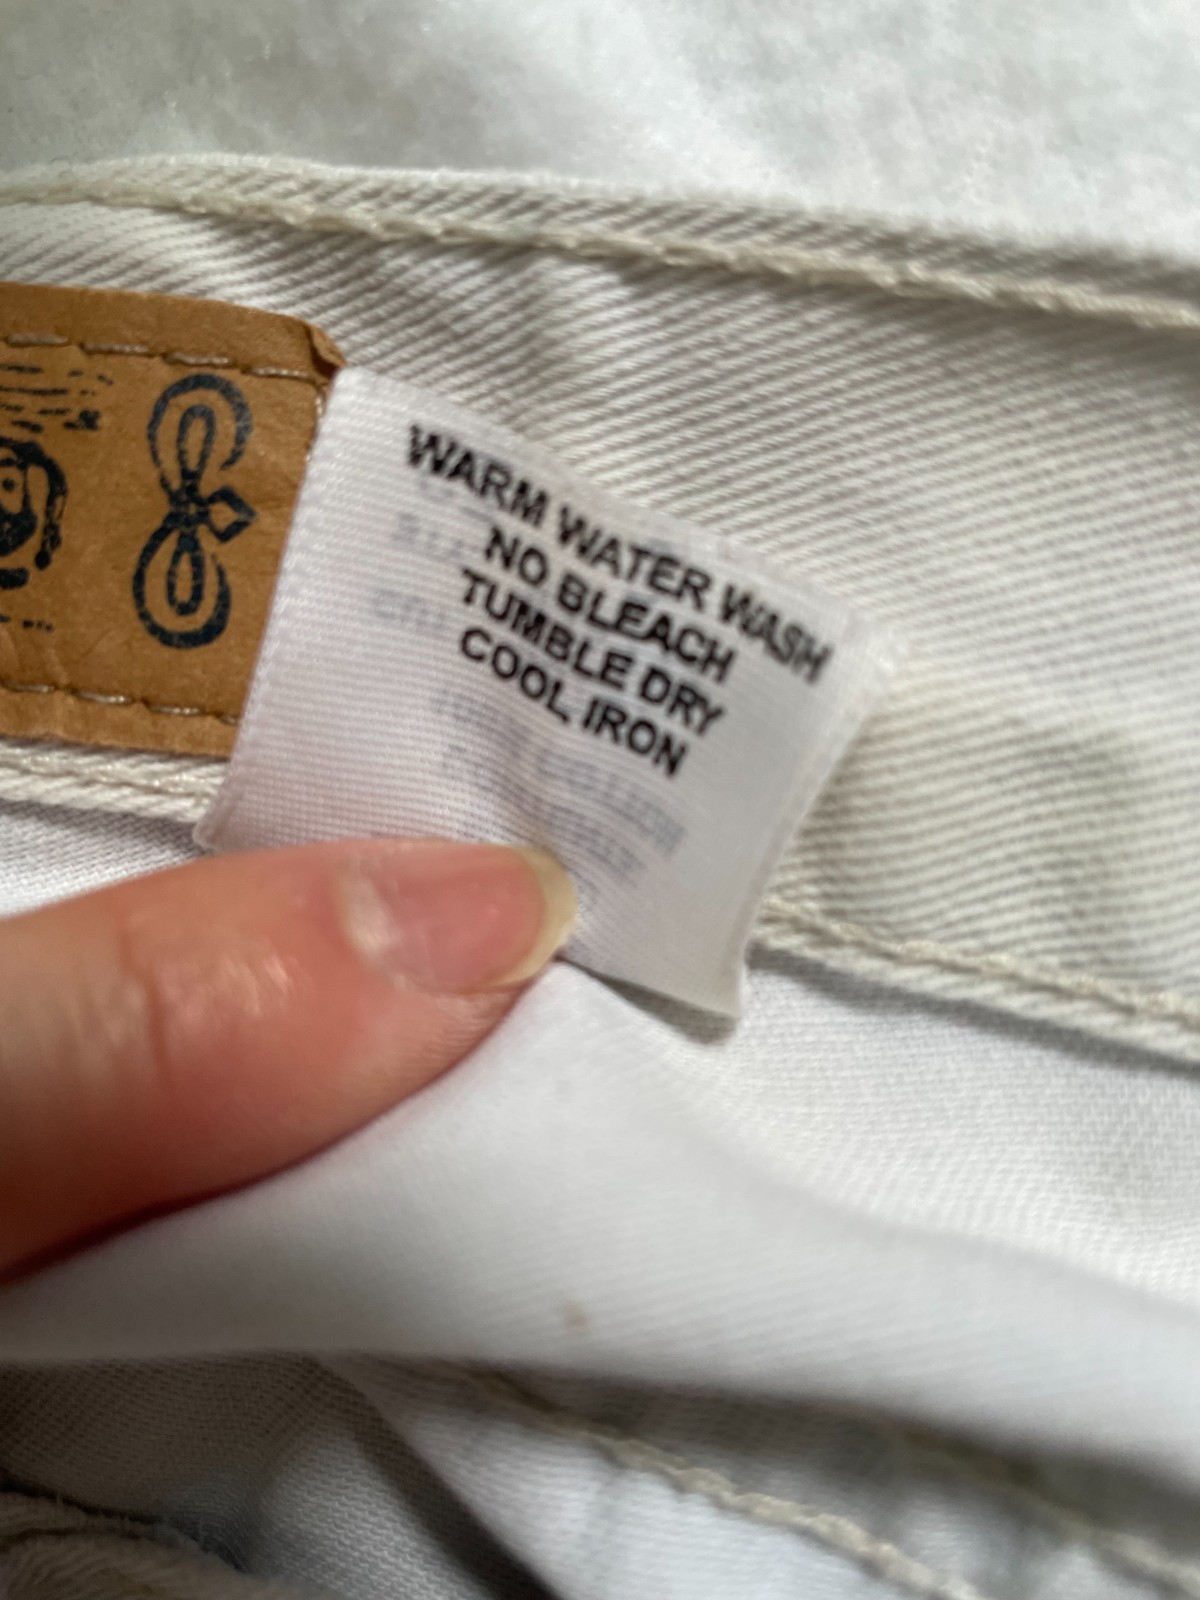 WARM WATER WASH
NO BLEACH
TUMBLE DRY
COOL IRON